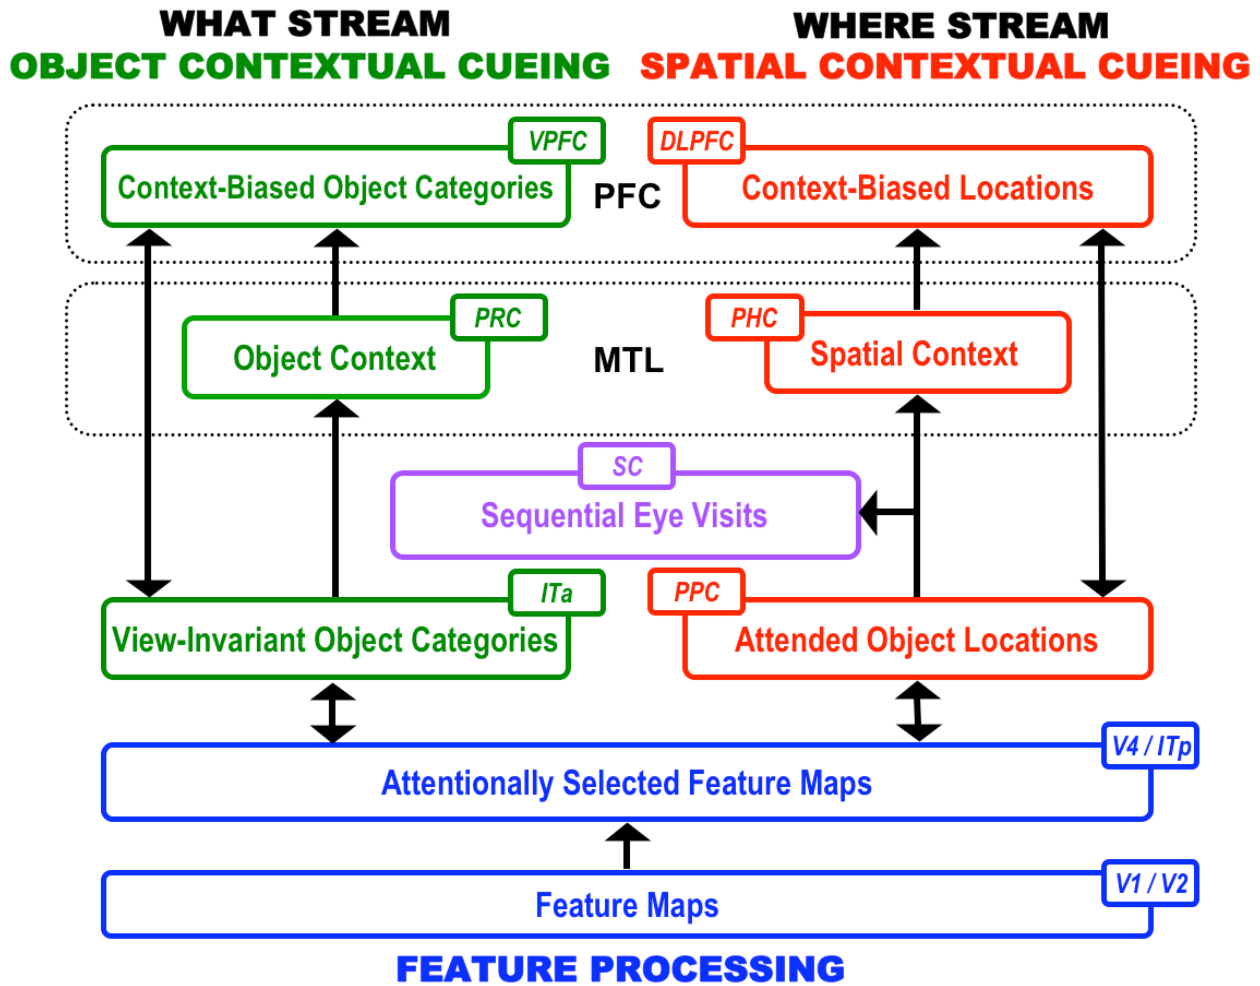 WHAT STREAM
WHERE STREAM
OBJECT CONTEXTUAL CUEING
SPATIAL CONTEXTUAL CUEING
VPFC
DLPFC
Context-Biased Object Categories
PFC
Context-Biased Locations
PRC
PHC
Object Context
MTL
Spatial Context
SC
Sequential Eye Visits
ITa
PPC
View-Invariant Object Categories
Attended Object Locations
V4 / ITp
Attentionally Selected Feature Maps
V1 / V2
Feature Maps
FEATURE PROCESSING